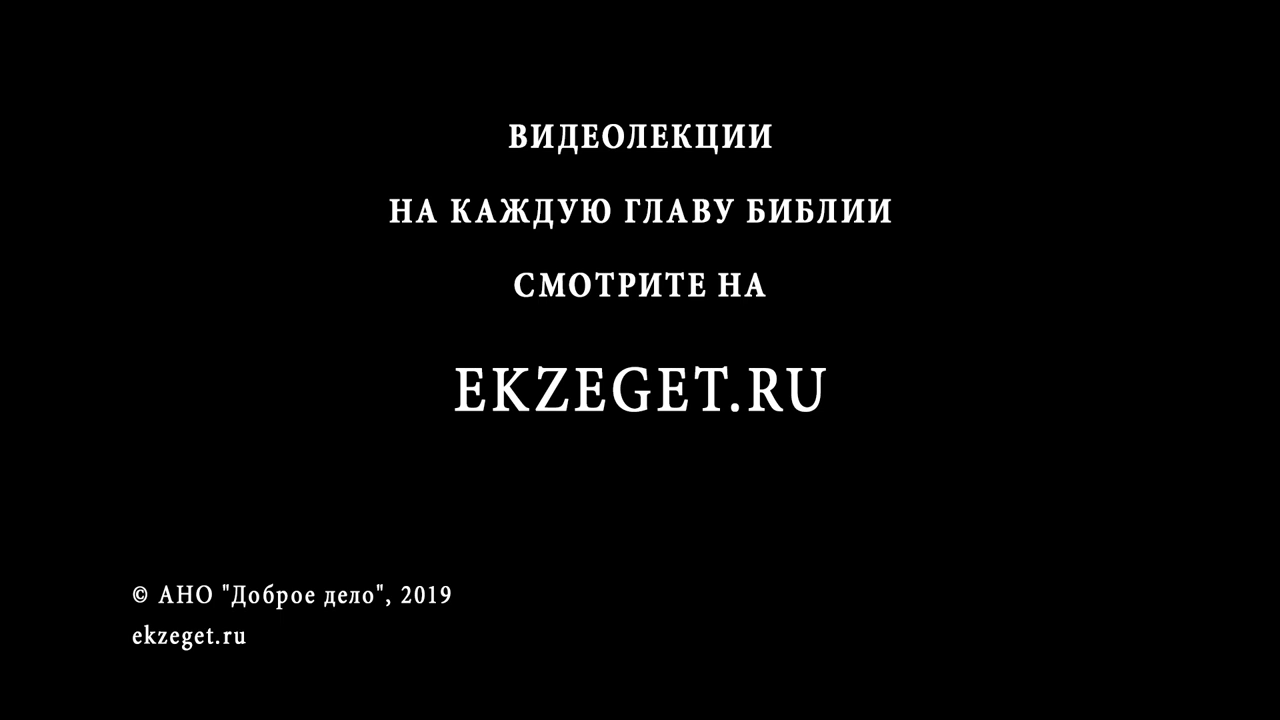 ВИДЕОЛЕКЦИИ
НА КАЖДУЮ ГЛАВУ БИБЛИИ
СМОТРИТЕ НА
EKZEGET.RU
© АНО "Доброе дело", 2019
ekzeget.ru